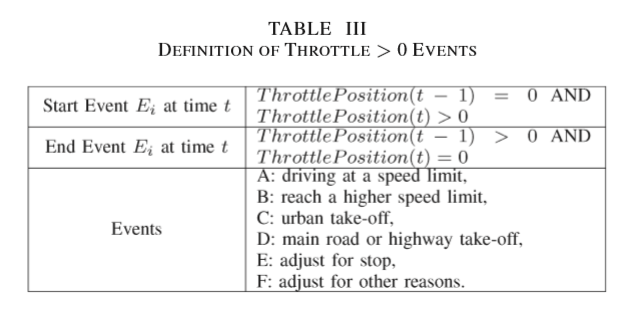 TABLE III
DEFINITION OF THROTTLE > 0 EVENTS
Start Event E_i at time t
ThrottlePosition(t − 1) = 0 AND
ThrottlePosition(t) > 0
End Event E_i at time t
ThrottlePosition(t − 1) > 0 AND
ThrottlePosition(t) = 0
Events
A: driving at a speed limit,
B: reach a higher speed limit,
C: urban take-off,
D: main road or highway take-off,
E: adjust for stop,
F: adjust for other reasons.